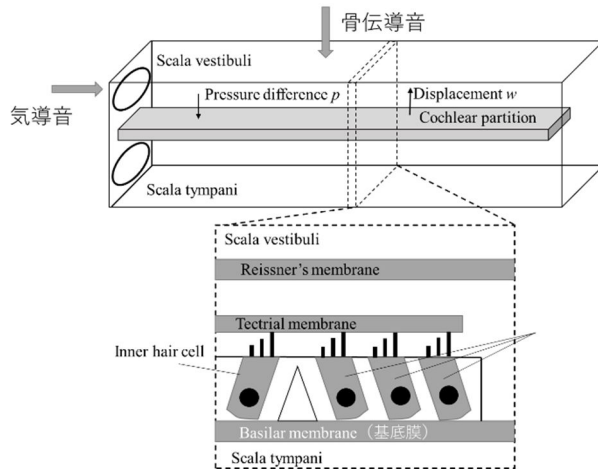 骨伝導音
Scala vestibuli
気導音
Pressure difference p
Displacement w
Cochlear partition
Scala tympani
Scala vestibuli
Reissner's membrane
Tectrial membrane
Inner hair cell
Basilar membrane（基底膜）
Scala tympani